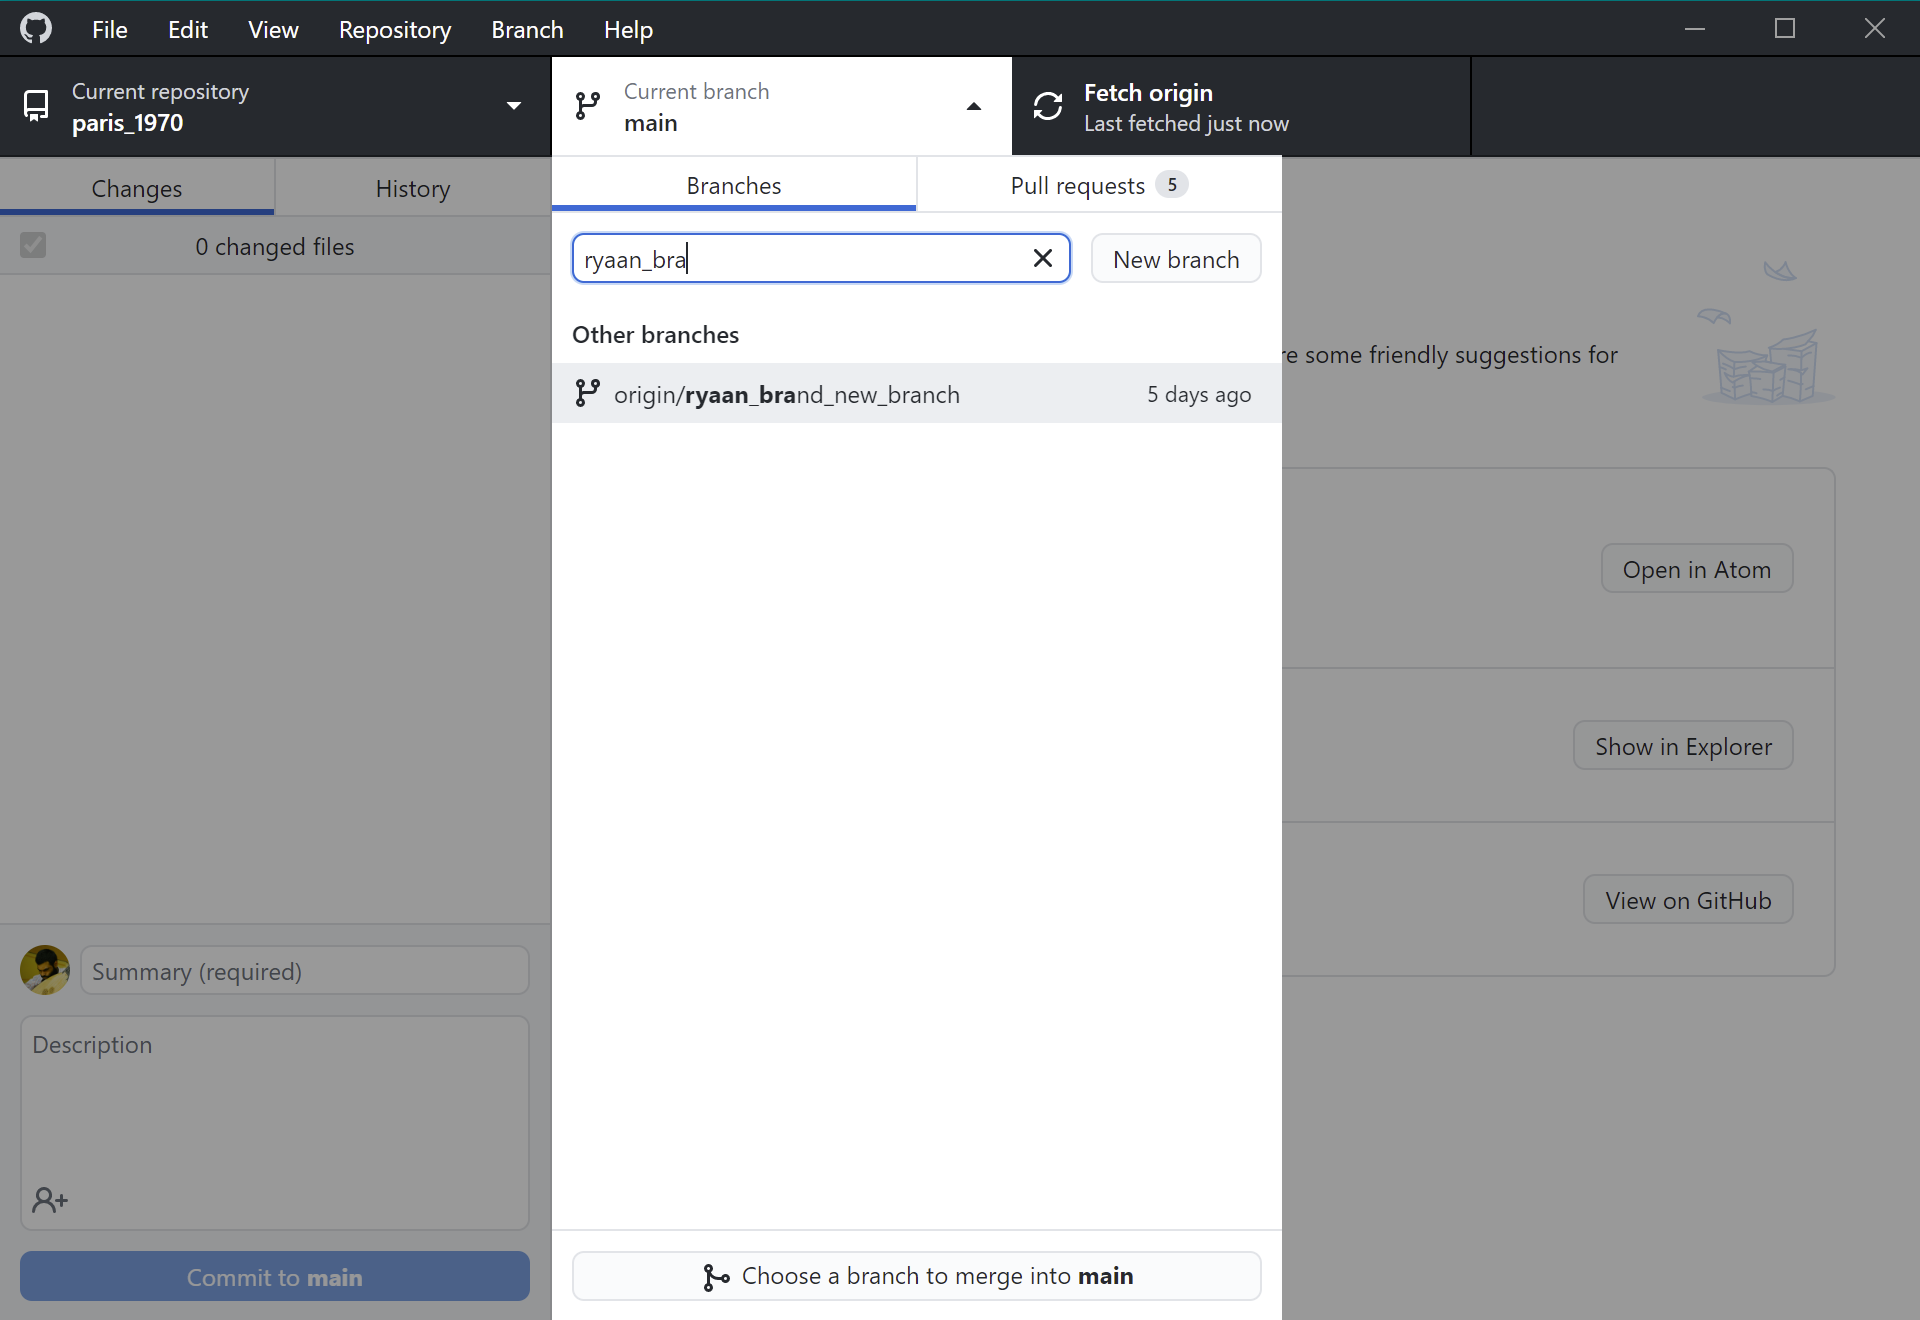 File Edit View Repository Branch Help
Current repository
paris_1970
Current branch
main
Fetch origin
Last fetched just now
Changes History
0 changed files
Branches Pull requests 5
ryaan_bra
New branch
Other branches
origin/ryaan_brand_new_branch 5 days ago
re some friendly suggestions for
Open in Atom
Show in Explorer
View on GitHub
Summary (required)
Description
Commit to main
Choose a branch to merge into main